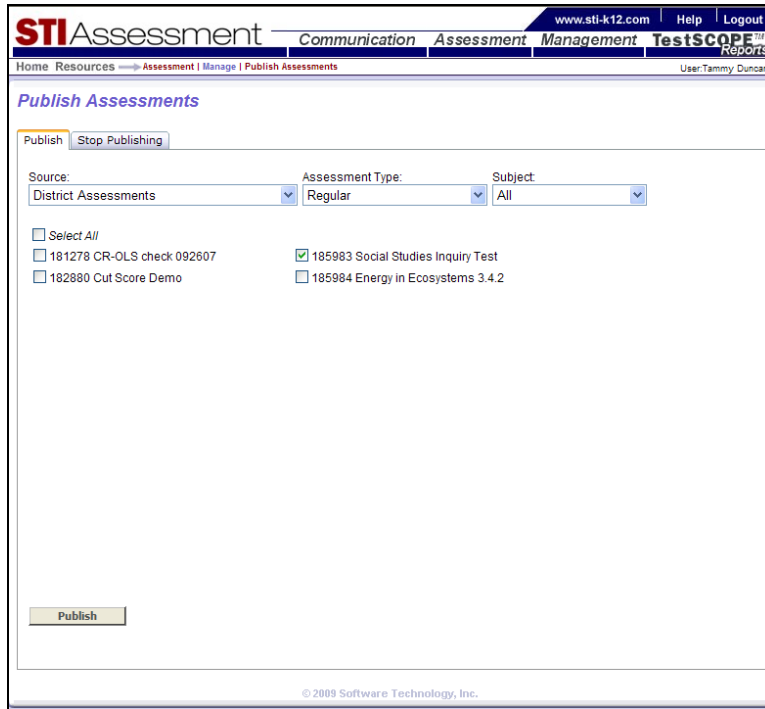 www.sti-k12.com Help Logout
STIAssessment
Communication Assessment Management TestSCOPE™ Reports
Home Resources Assessment | Manage | Publish Assessments
User:Tammy Duncan
Publish Assessments
Publish Stop Publishing
Source: Assessment Type: Subject:
District Assessments Regular All
Select All
181278 CR-OLS check 092607 185983 Social Studies Inquiry Test
182880 Cut Score Demo 185984 Energy in Ecosystems 3.4.2
Publish
© 2009 Software Technology, Inc.